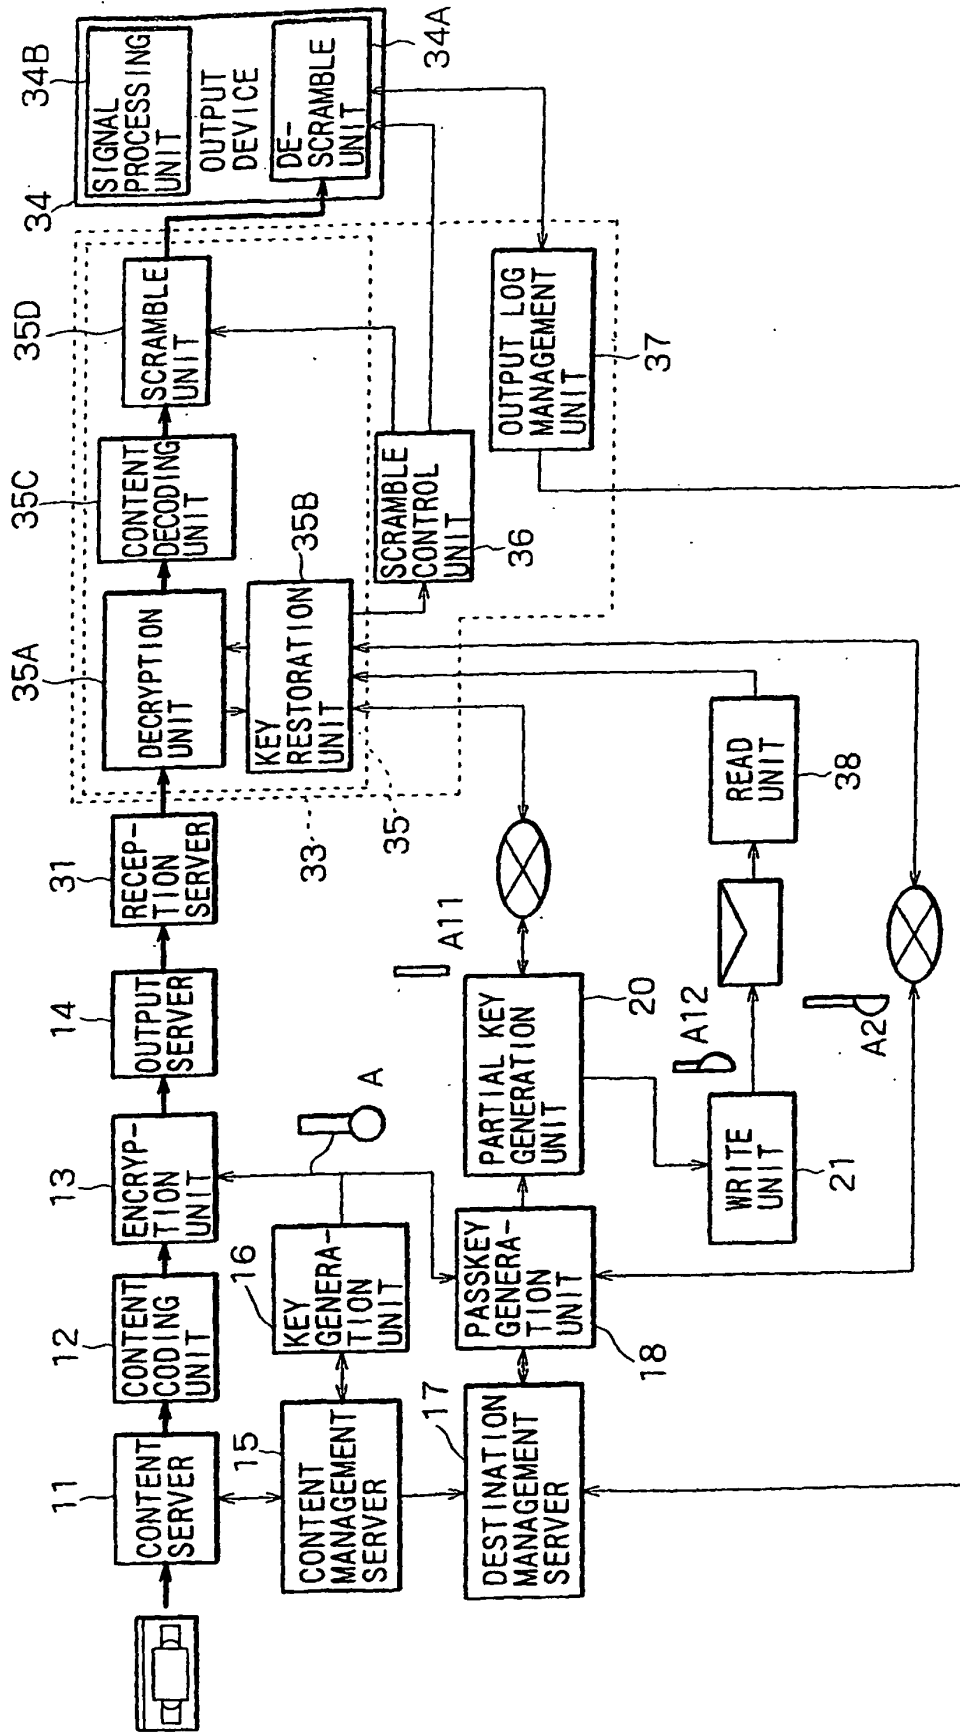 11
CONTENT
SERVER
12
CONTENT
CODING
UNIT
13
ENCRYP-
TION
UNIT
14
OUTPUT
SERVER
31
RECEP-
TION
SERVER
35A
DECRYPTION
UNIT
35C
CONTENT
DECODING
UNIT
35D
SCRAMBLE
UNIT
34
34B
SIGNAL
PROCESSING
UNIT
OUTPUT
DEVICE
DE-
SCRAMBLE
UNIT
34A
15
CONTENT
MANAGEMENT
SERVER
16
KEY
GENERA-
TION
UNIT
A
KEY
RESTORATION
UNIT
35B
33
35
SCRAMBLE
CONTROL
UNIT
36
OUTPUT LOG
MANAGEMENT
UNIT
37
17
DESTINATION
MANAGEMENT
SERVER
PASSKEY
GENERA-
TION
UNIT
18
PARTIAL KEY
GENERATION
UNIT
20
A11
WRITE
UNIT
21
A12
READ
UNIT
38
A2